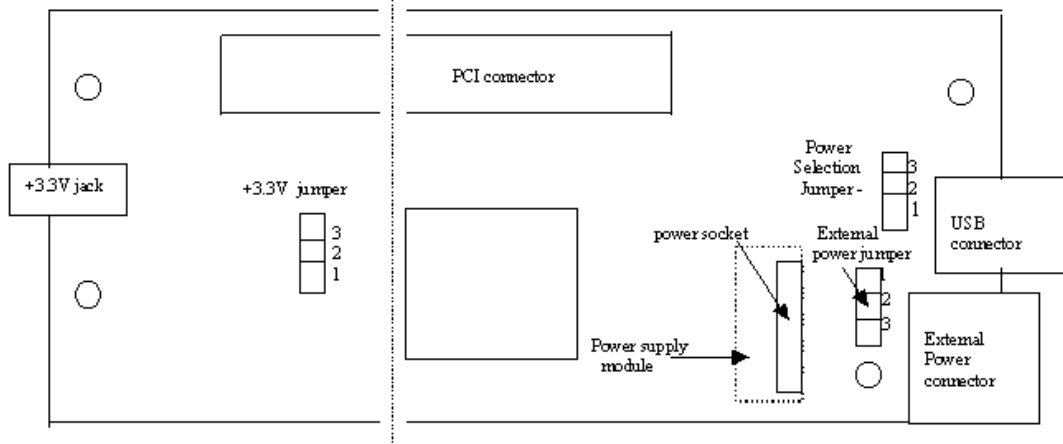 PCI connector
+3.3V jack
+3.3V jumper
3
2
1
Power
Selection
Jumper -
3
2
1
USB
connector
power socket
External
power jumper
1
2
3
Power supply
module
External
Power
connector